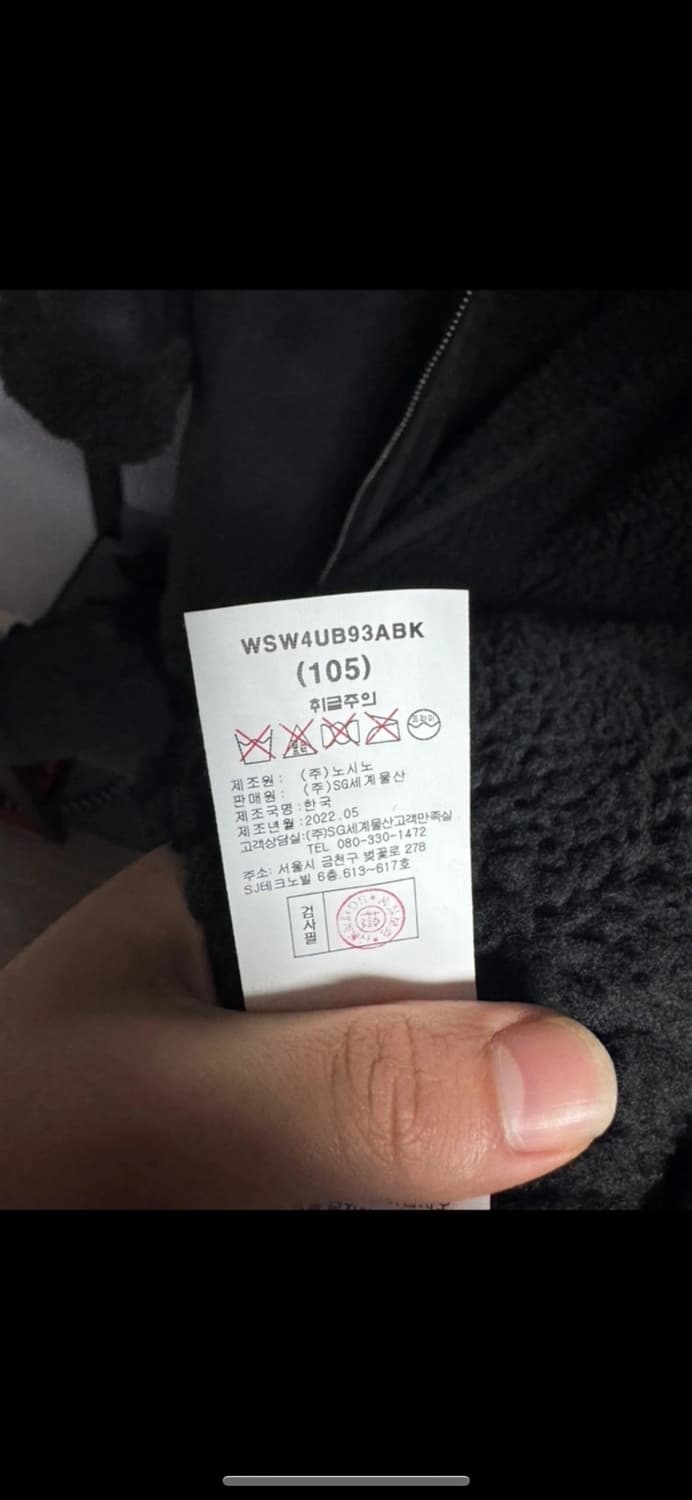 WSW4UB93ABK
(105)
취급주의
드라이
제조원: (주)노시노
판매원: (주)SG세계물산
제조국명:한국
제조년월:2022.05
고객상담실:(주)SG세계물산고객만족실
TEL 080-330-1472
주소: 서울시 금천구 벚꽃로 278
SJ테크노빌 6층.613~617호
검사필